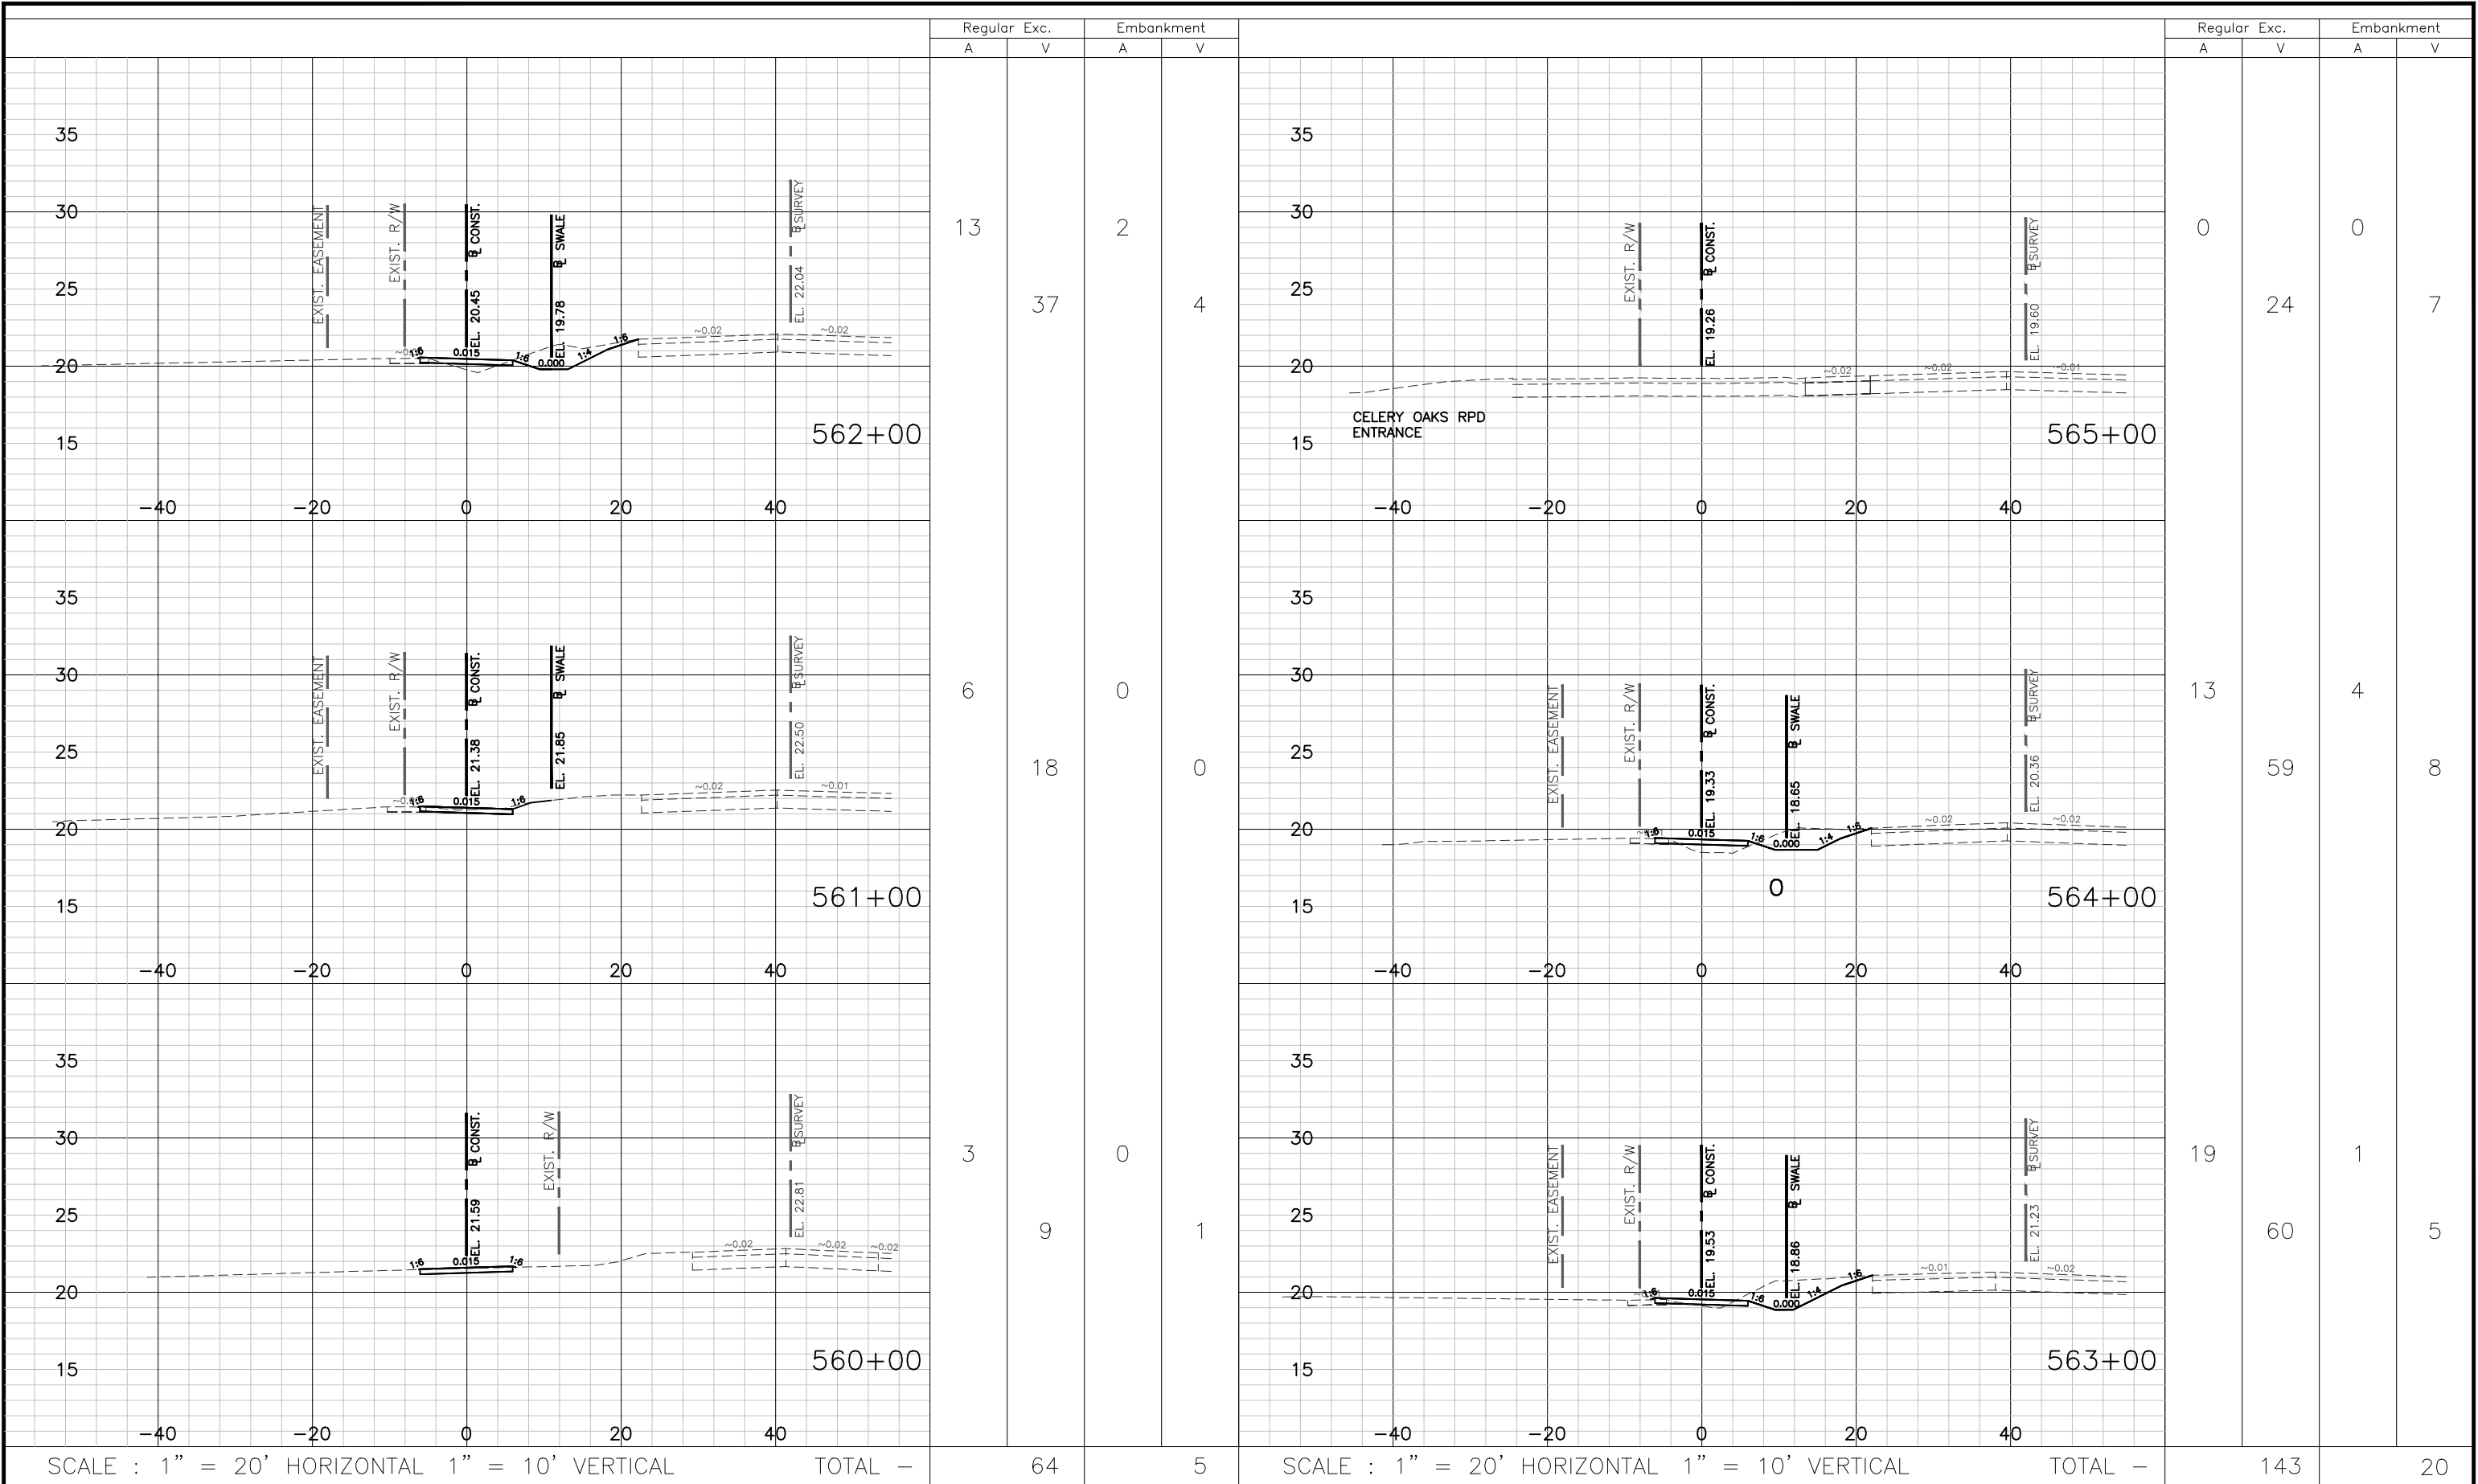 Regular Exc. Embankment
A V A V
35
30
25
20
15
EXIST. EASEMENT
EXIST. R/W
EL. 20.45 ℄ CONST.
EL. 19.78 ℄ SWALE
EL. 22.04 ℄ SURVEY
1:6 0.015 1:6 0.000 1:4 1:6 ~0.02 ~0.02
13 2
37 4
562+00
-40 -20 0 20 40
35
30
25
20
15
EXIST. EASEMENT
EXIST. R/W
EL. 21.38 ℄ CONST.
EL. 21.85 ℄ SWALE
EL. 22.50 ℄ SURVEY
1:6 0.015 1:6 ~0.02 ~0.01
6 0
18 0
561+00
-40 -20 0 20 40
35
30
25
20
15
EL. 21.59 ℄ CONST.
EXIST. R/W
EL. 22.81 ℄ SURVEY
1:6 0.015 1:6 ~0.02 ~0.02 ~0.02
3 0
9 1
560+00
-40 -20 0 20 40
SCALE : 1" = 20' HORIZONTAL 1" = 10' VERTICAL TOTAL - 64 5
Regular Exc. Embankment
A V A V
35
30
25
20
15
EXIST. R/W
EL. 19.26 ℄ CONST.
EL. 19.60 ℄ SURVEY
~0.02 ~0.02 ~0.01
CELERY OAKS RPD
ENTRANCE
0 0
24 7
565+00
-40 -20 0 20 40
35
30
25
20
15
EXIST. EASEMENT
EXIST. R/W
EL. 19.33 ℄ CONST.
EL. 18.65 ℄ SWALE
EL. 20.36 ℄ SURVEY
1:6 0.015 1:6 0.000 1:4 1:6 ~0.02 ~0.02
0
13 4
59 8
564+00
-40 -20 0 20 40
35
30
25
20
15
EXIST. EASEMENT
EXIST. R/W
EL. 19.53 ℄ CONST.
EL. 18.86 ℄ SWALE
EL. 21.23 ℄ SURVEY
1:6 0.015 1:6 0.000 1:4 1:6 ~0.01 ~0.02
19 1
60 5
563+00
-40 -20 0 20 40
SCALE : 1" = 20' HORIZONTAL 1" = 10' VERTICAL TOTAL - 143 20